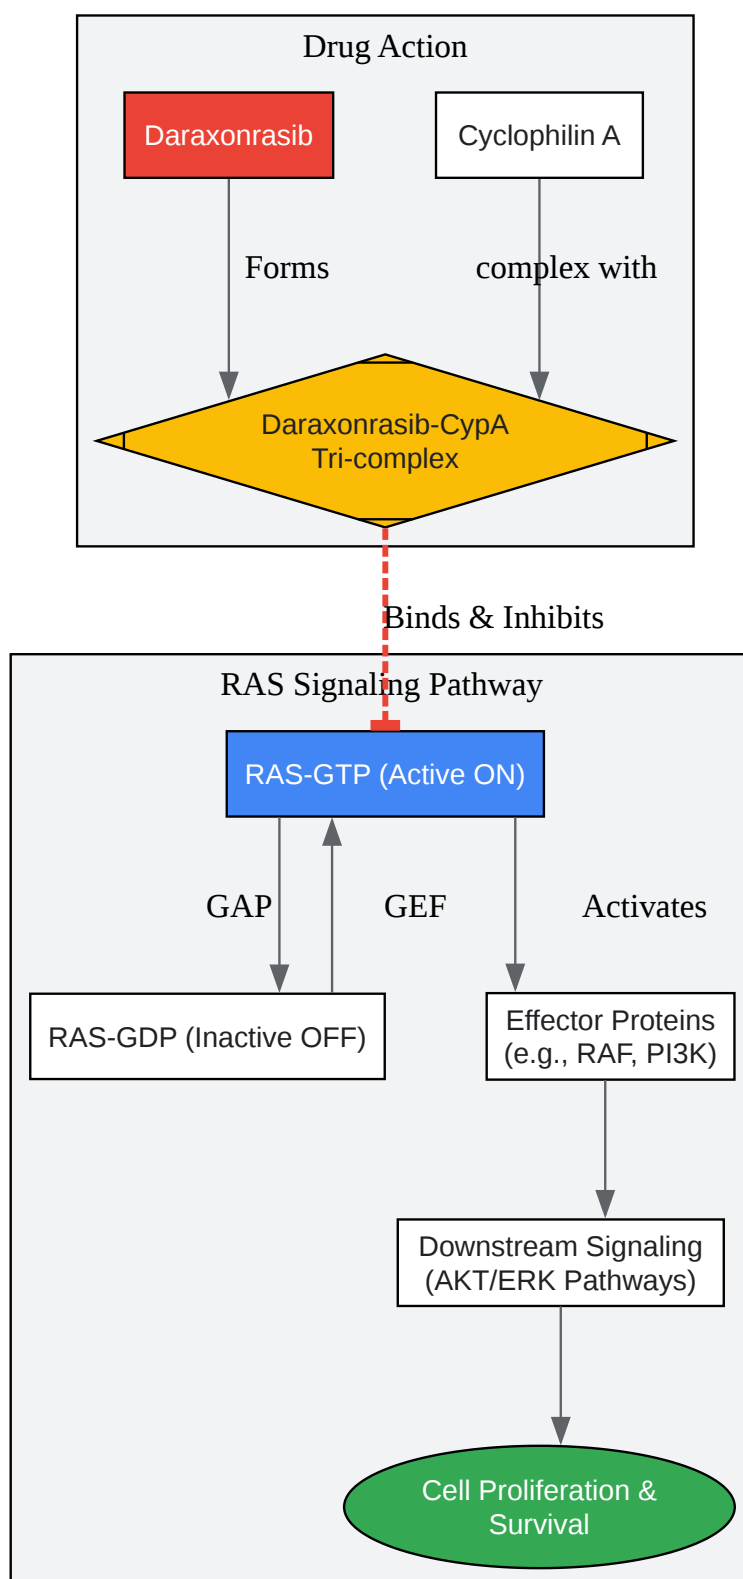 Drug Action
Daraxonrasib
Cyclophilin A
Forms
complex with
Daraxonrasib-CypA
Tri-complex
Binds & Inhibits
RAS Signaling Pathway
RAS-GTP (Active ON)
GAP
GEF
Activates
RAS-GDP (Inactive OFF)
Effector Proteins
(e.g., RAF, PI3K)
Downstream Signaling
(AKT/ERK Pathways)
Cell Proliferation &
Survival